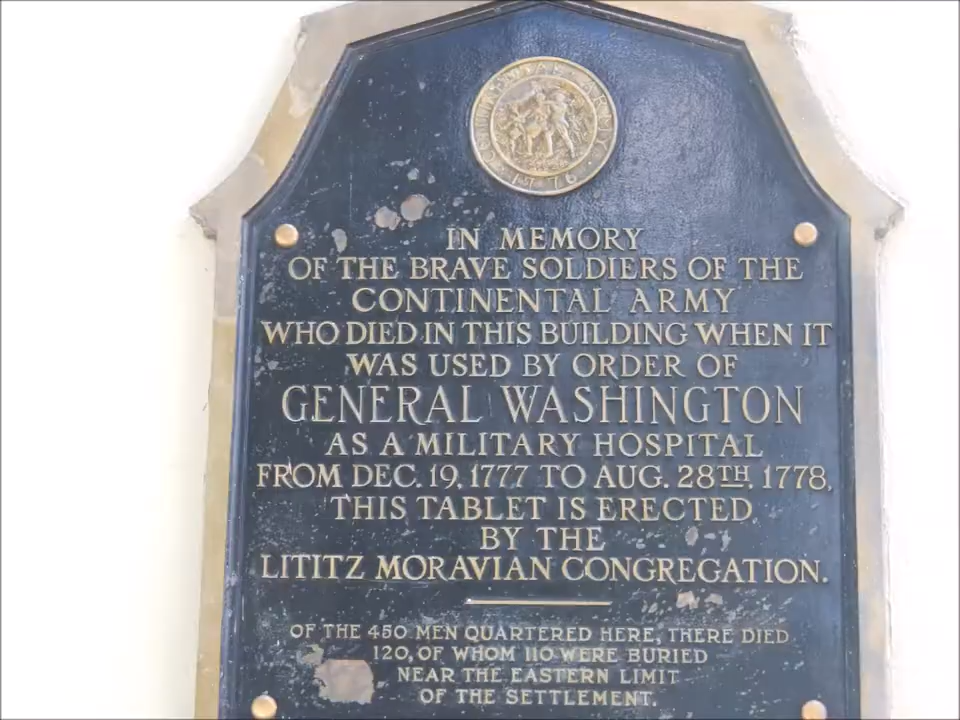 CONTINENTAL ARMY
1776
IN MEMORY
OF THE BRAVE SOLDIERS OF THE
CONTINENTAL ARMY
WHO DIED IN THIS BUILDING WHEN IT
WAS USED BY ORDER OF
GENERAL WASHINGTON
AS A MILITARY HOSPITAL
FROM DEC. 19, 1777 TO AUG. 28TH, 1778.
THIS TABLET IS ERECTED
BY THE
LITITZ MORAVIAN CONGREGATION.
OF THE 450 MEN QUARTERED HERE, THERE DIED
120, OF WHOM 110 WERE BURIED
NEAR THE EASTERN LIMIT
OF THE SETTLEMENT.